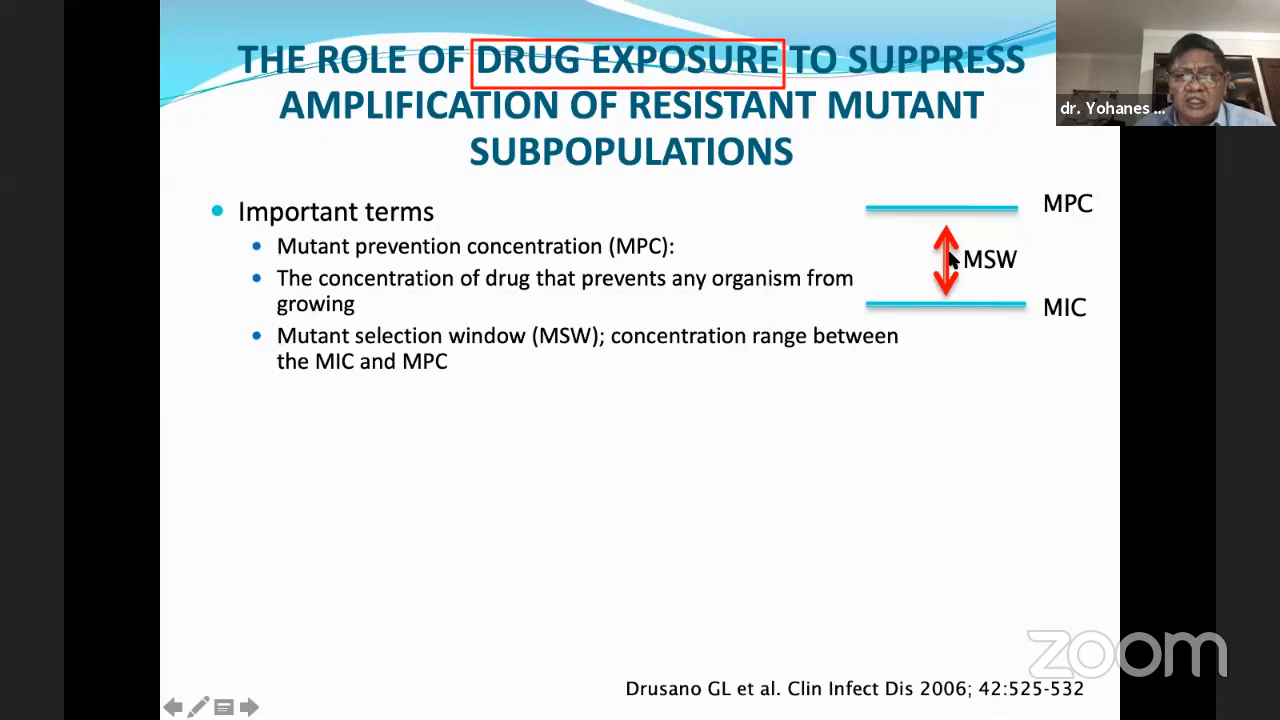 THE ROLE OF DRUG EXPOSURE TO SUPPRESS
AMPLIFICATION OF RESISTANT MUTANT
SUBPOPULATIONS
dr. Yohanes ...
Important terms
Mutant prevention concentration (MPC):
The concentration of drug that prevents any organism from
growing
Mutant selection window (MSW); concentration range between
the MIC and MPC
MPC
MSW
MIC
zoom
Drusano GL et al. Clin Infect Dis 2006; 42:525-532